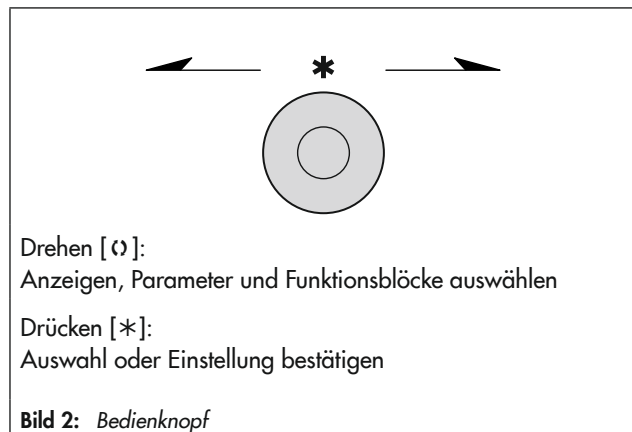 *
Drehen [⟲]:
Anzeigen, Parameter und Funktionsblöcke auswählen
Drücken [*]:
Auswahl oder Einstellung bestätigen
Bild 2: Bedienknopf